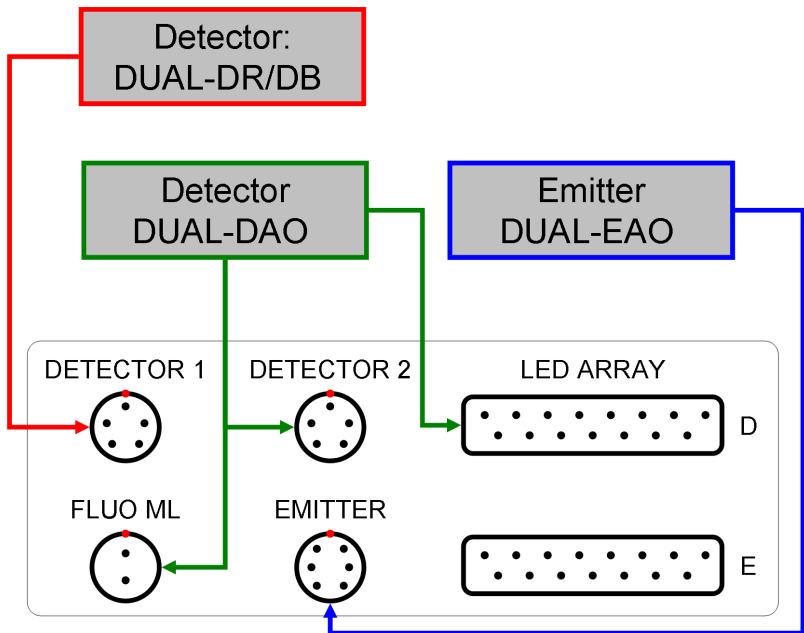 Detector:
DUAL-DR/DB
Detector
DUAL-DAO
Emitter
DUAL-EAO
DETECTOR 1
DETECTOR 2
LED ARRAY
D
FLUO ML
EMITTER
E